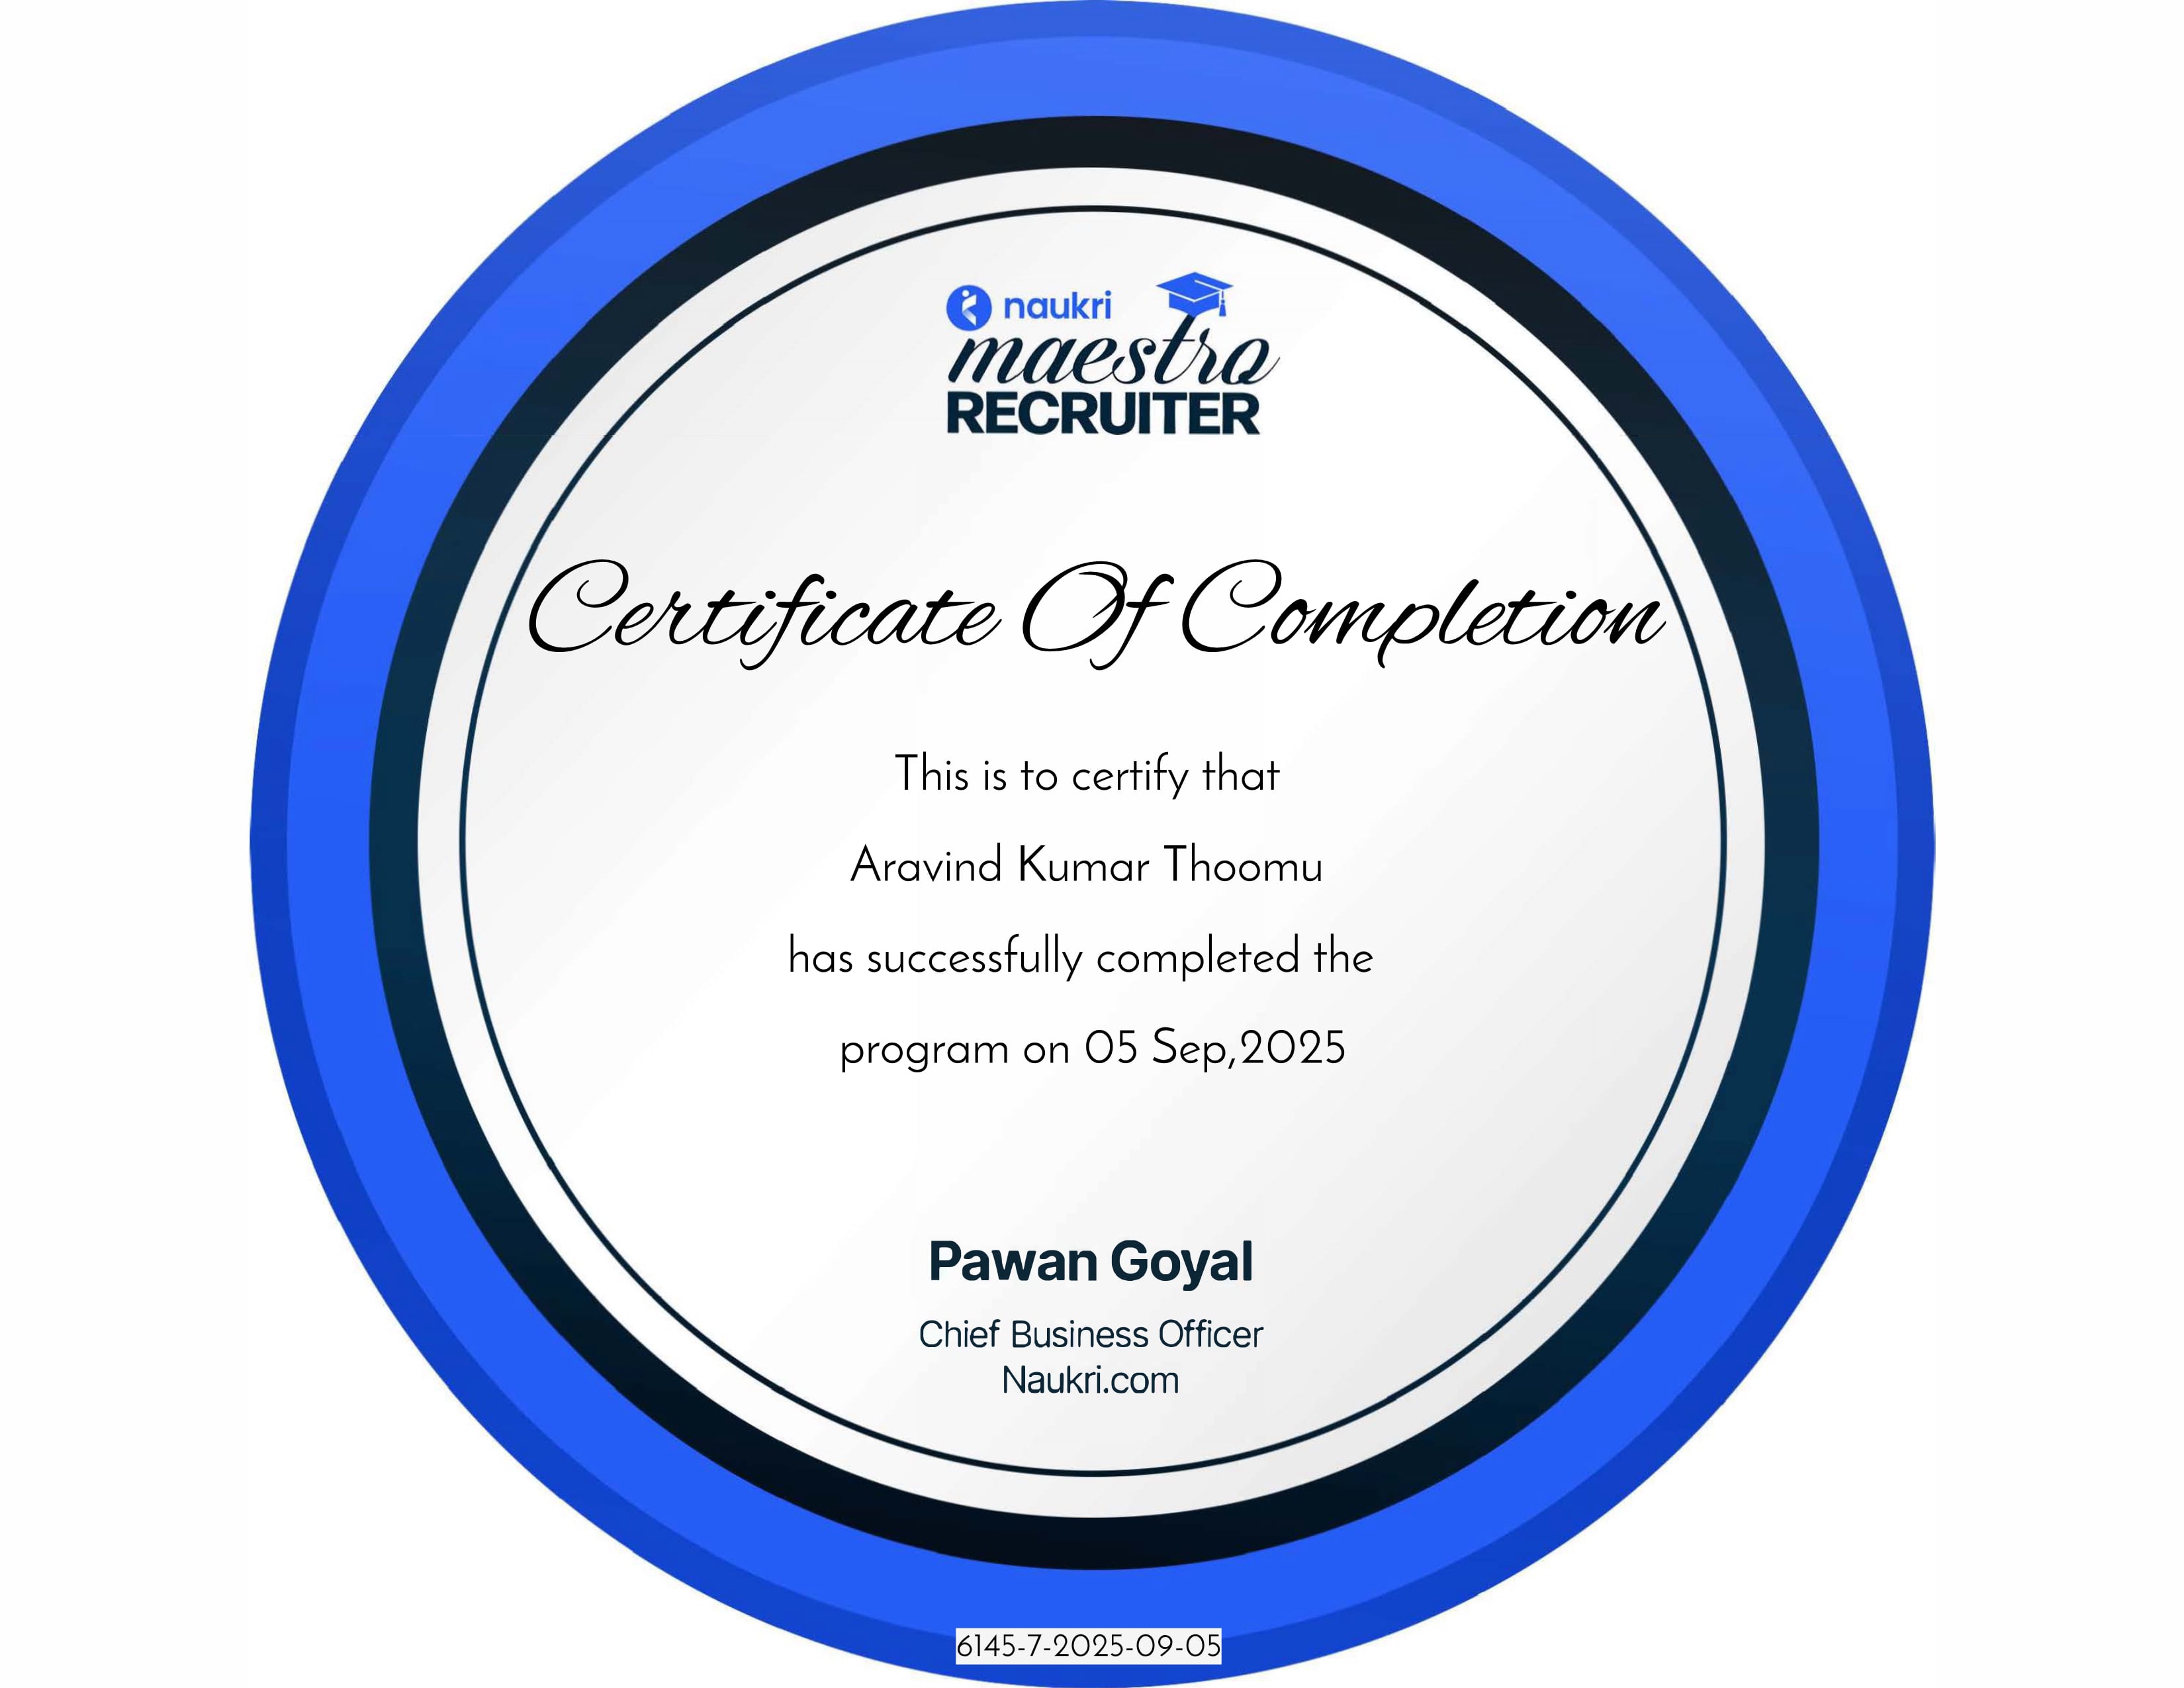 naukri
maestro
RECRUITER
Certificate Of Completion
This is to certify that
Aravind Kumar Thoomu
has successfully completed the
program on 05 Sep,2025
Pawan Goyal
Chief Business Officer
Naukri.com
6145-7-2025-09-05